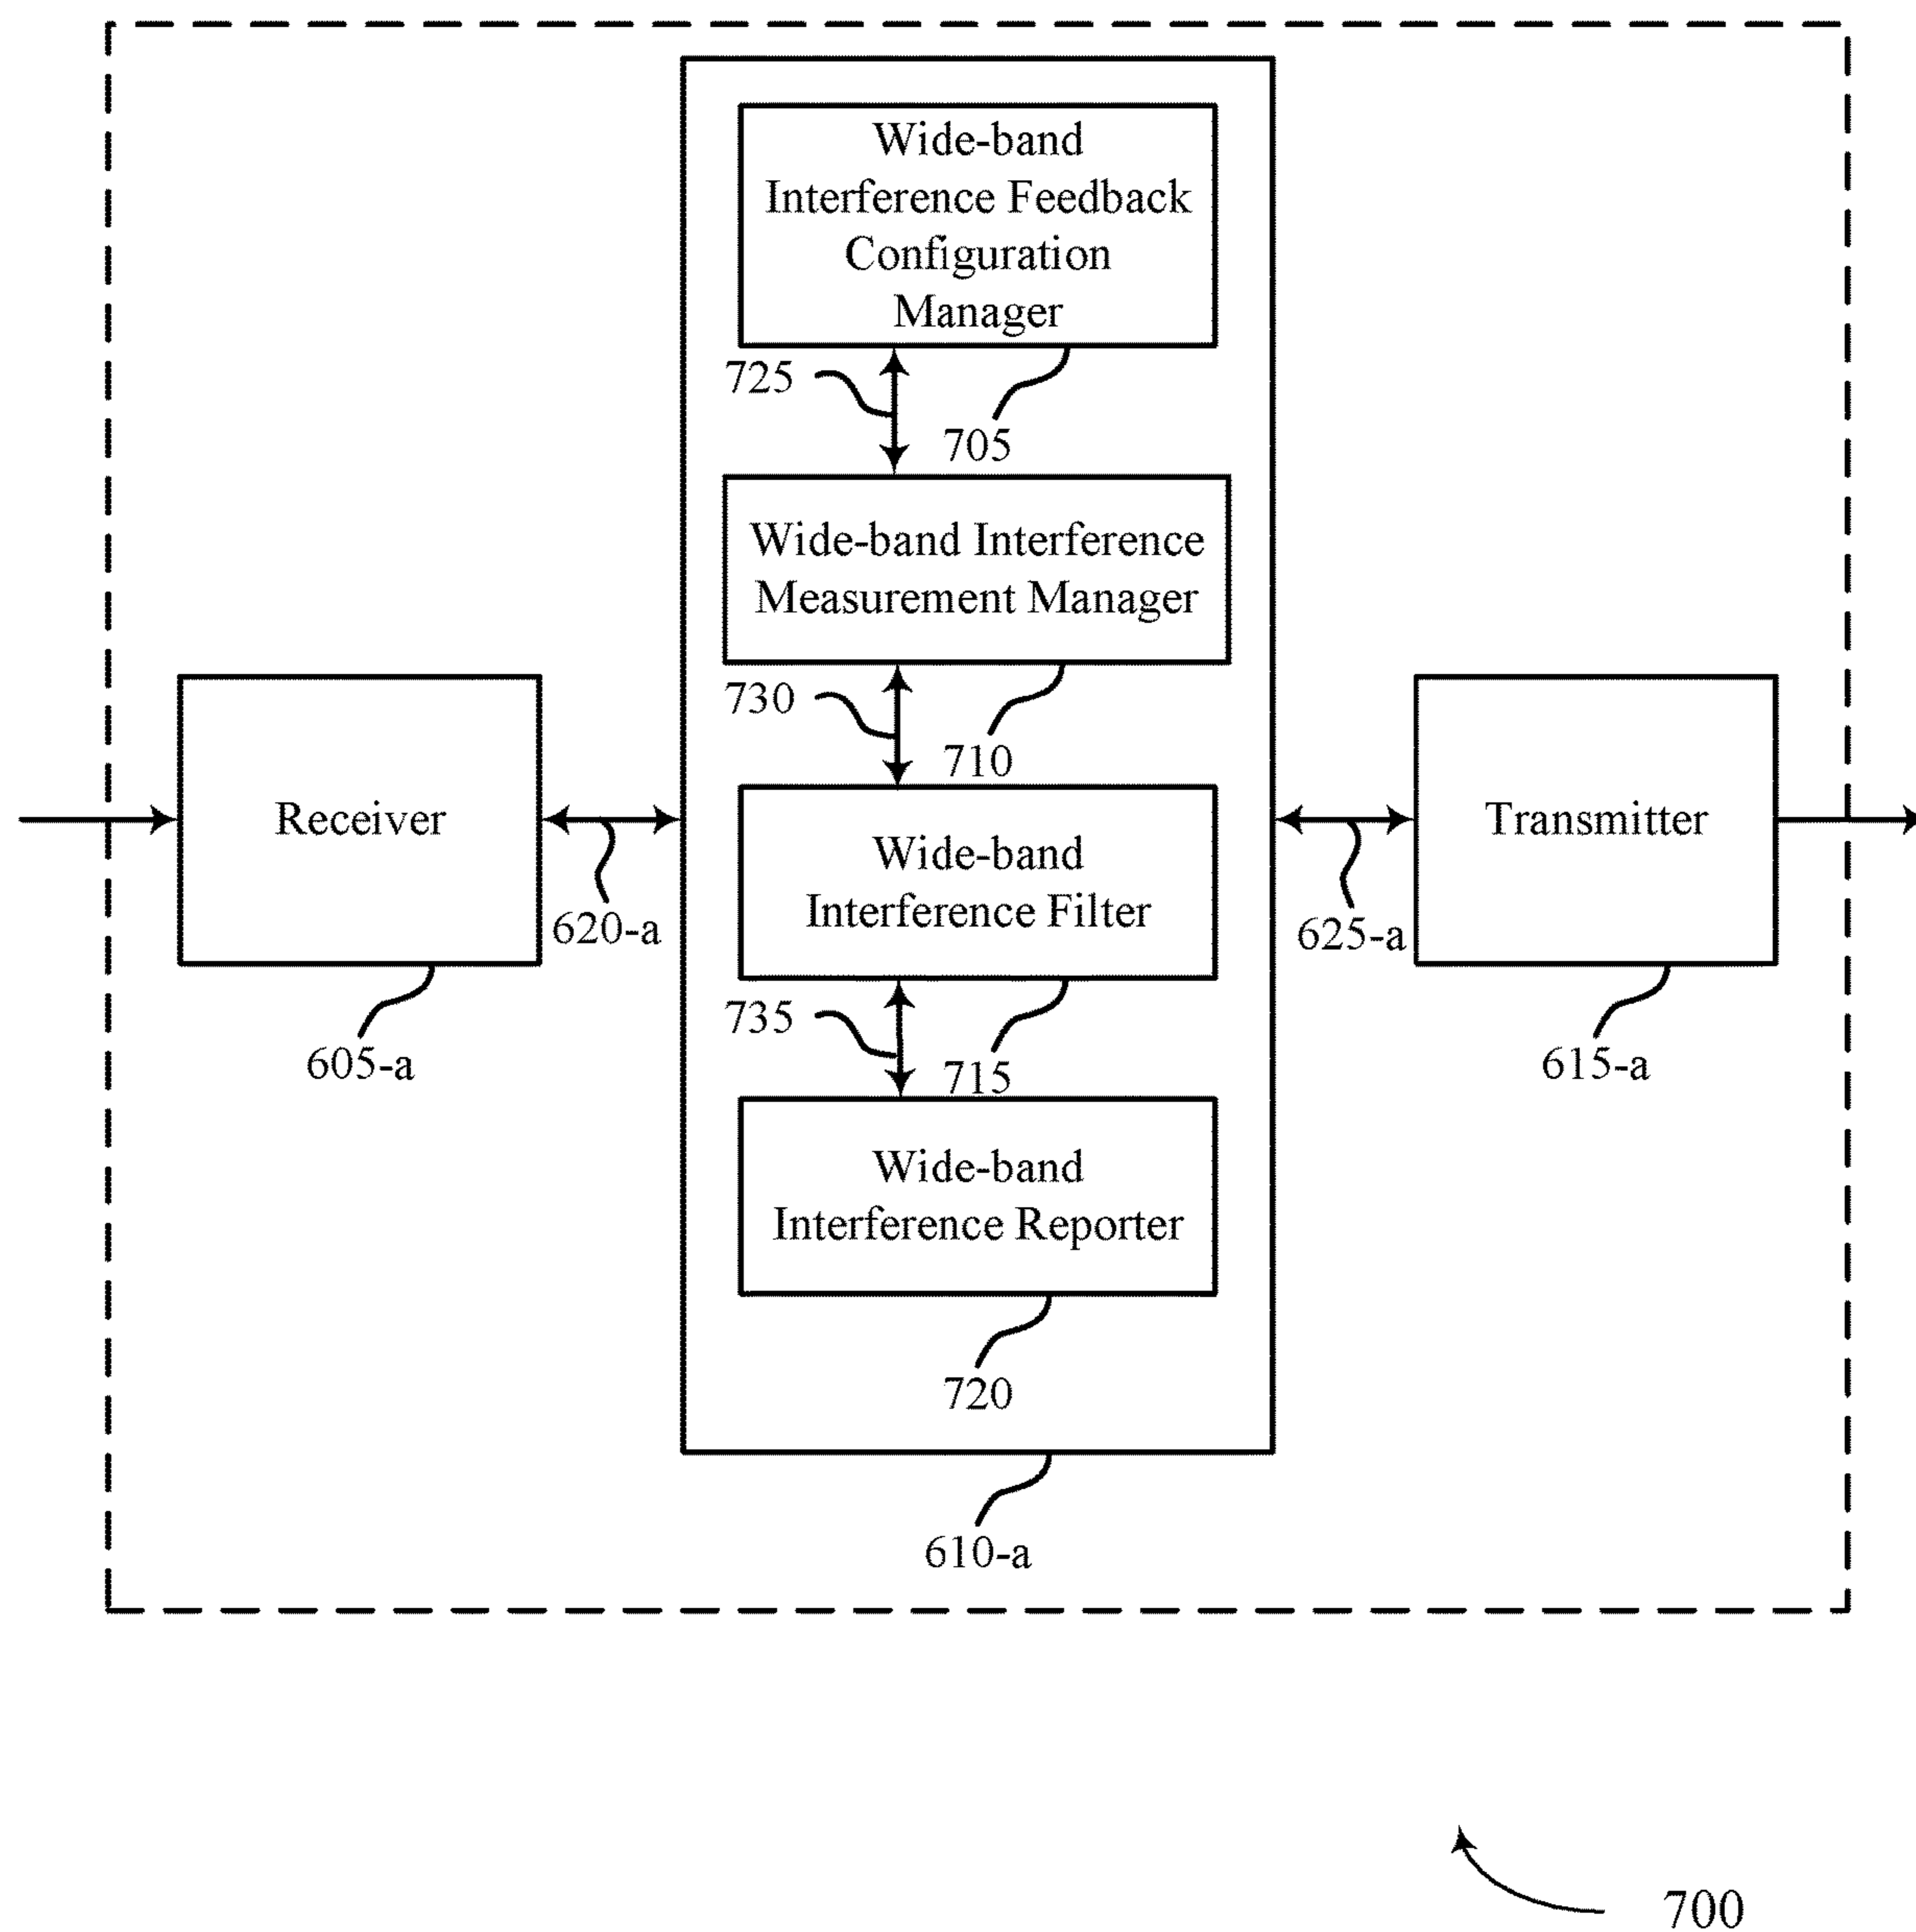 Wide-band
Interference Feedback
Configuration
Manager
725
705
Wide-band Interference
Measurement Manager
730
710
Receiver
Wide-band
Interference Filter
Transmitter
620-a
625-a
735
715
605-a
615-a
Wide-band
Interference Reporter
720
610-a
700